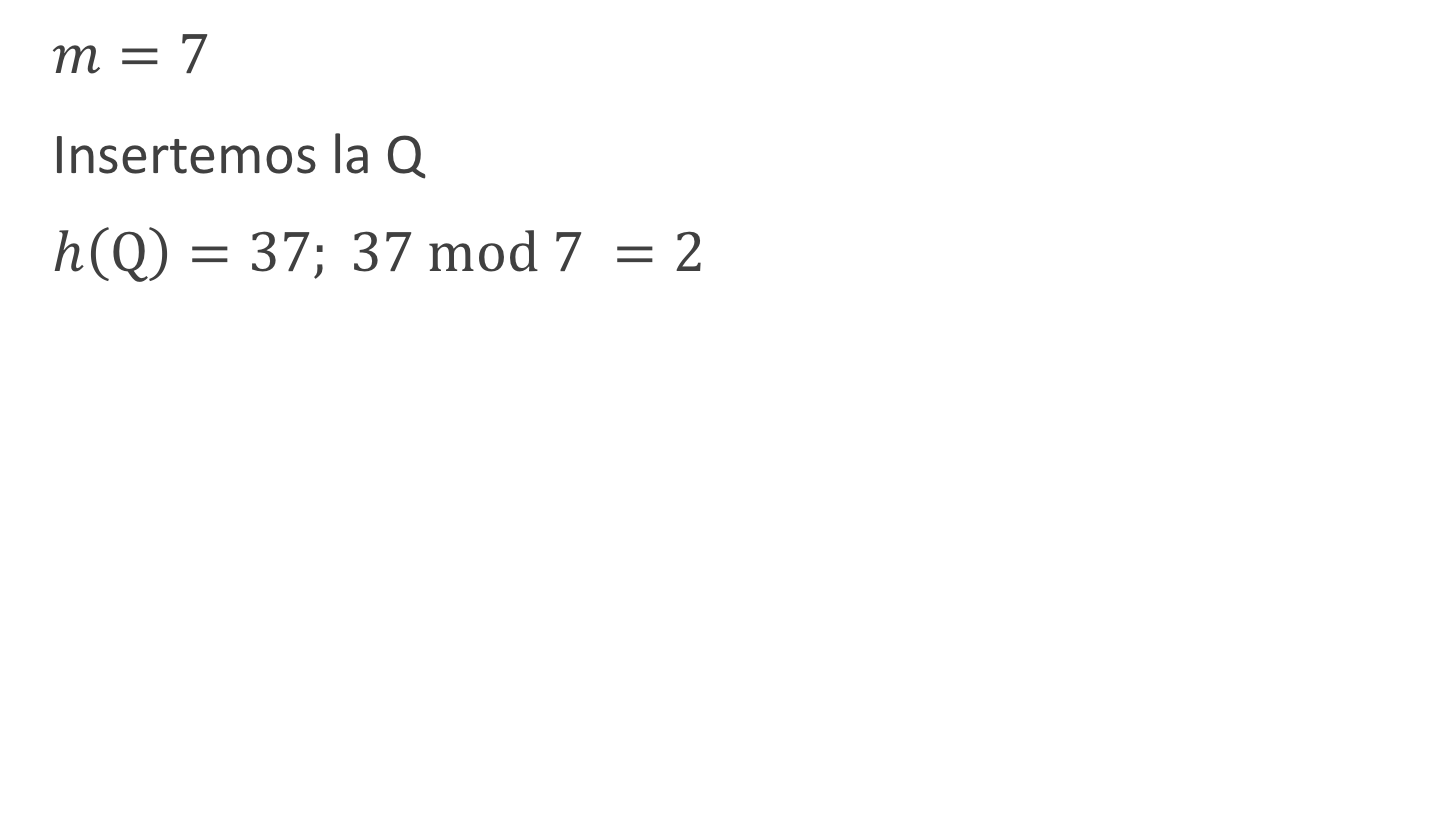 m = 7
Insertemos la Q
h(Q) = 37; 37 mod 7 = 2